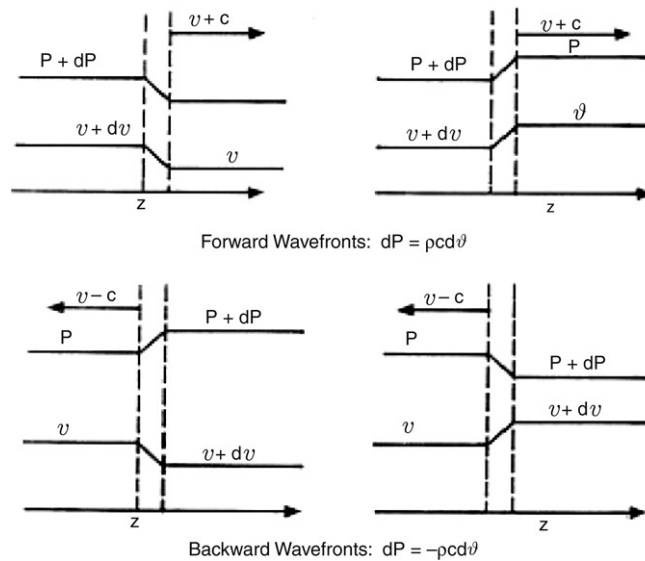 v + c
P + dP
v + dv
v
z
v + c
P
P + dP
v + dv
ϑ
z
Forward Wavefronts: dP = ρcdϑ
v – c
P + dP
P
v
v + dv
z
v – c
P
P + dP
v + dv
v
z
Backward Wavefronts: dP = –ρcdϑ